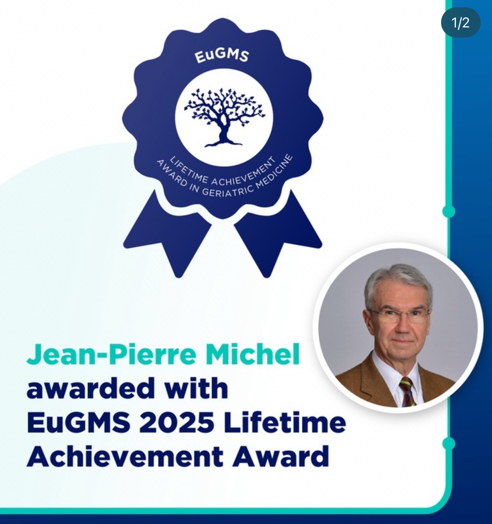 1/2
EuGMS
LIFETIME ACHIEVEMENT
AWARD IN GERIATRIC MEDICINE
Jean-Pierre Michel
awarded with
EuGMS 2025 Lifetime
Achievement Award